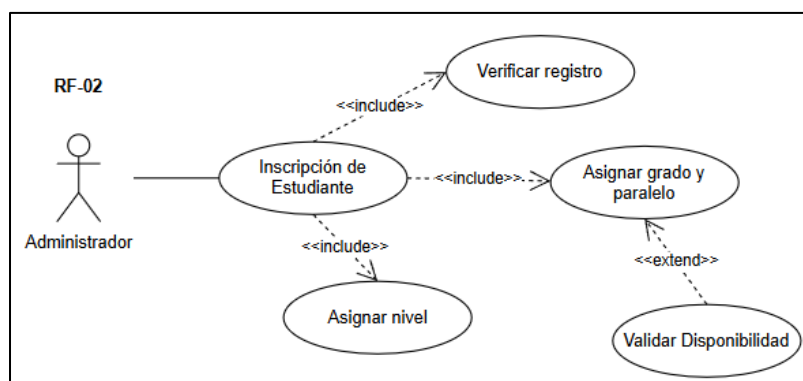 RF-02
Administrador
Inscripción de
Estudiante
<<include>>
Verificar registro
<<include>>
Asignar grado y
paralelo
<<include>>
Asignar nivel
<<extend>>
Validar Disponibilidad